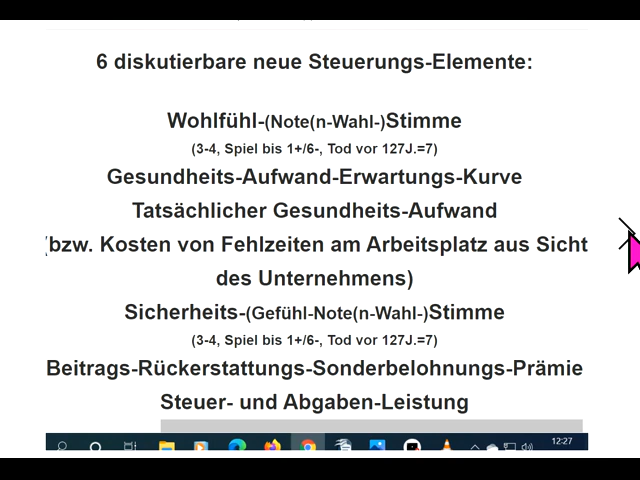 6 diskutierbare neue Steuerungs-Elemente:
Wohlfühl-(Note(n-Wahl-)Stimme
(3-4, Spiel bis 1+/6-, Tod vor 127J.=7)
Gesundheits-Aufwand-Erwartungs-Kurve
Tatsächlicher Gesundheits-Aufwand
(bzw. Kosten von Fehlzeiten am Arbeitsplatz aus Sicht
des Unternehmens)
Sicherheits-(Gefühl-Note(n-Wahl-)Stimme
(3-4, Spiel bis 1+/6-, Tod vor 127J.=7)
Beitrags-Rückerstattungs-Sonderbelohnungs-Prämie
Steuer- und Abgaben-Leistung
12:27